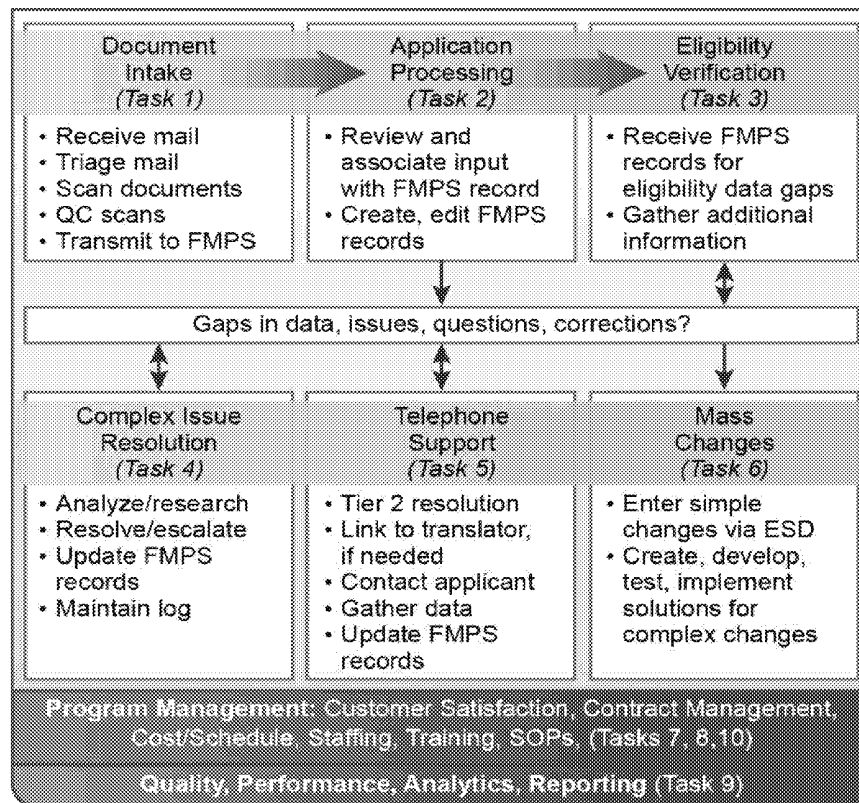 Document
Intake
(Task 1)
• Receive mail
• Triage mail
• Scan documents
• QC scans
• Transmit to FMPS
Application
Processing
(Task 2)
• Review and
associate input
with FMPS record
• Create, edit FMPS
records
Eligibility
Verification
(Task 3)
• Receive FMPS
records for
eligibility data gaps
• Gather additional
information
Gaps in data, issues, questions, corrections?
Complex Issue
Resolution
(Task 4)
• Analyze/research
• Resolve/escalate
• Update FMPS
records
• Maintain log
Telephone
Support
(Task 5)
• Tier 2 resolution
• Link to translator,
if needed
• Contact applicant
• Gather data
• Update FMPS
records
Mass
Changes
(Task 6)
• Enter simple
changes via ESD
• Create, develop,
test, implement
solutions for
complex changes
Program Management: Customer Satisfaction, Contract Management,
Cost/Schedule, Staffing, Training, SOPs, (Tasks 7, 8,10)
Quality, Performance, Analytics, Reporting (Task 9)